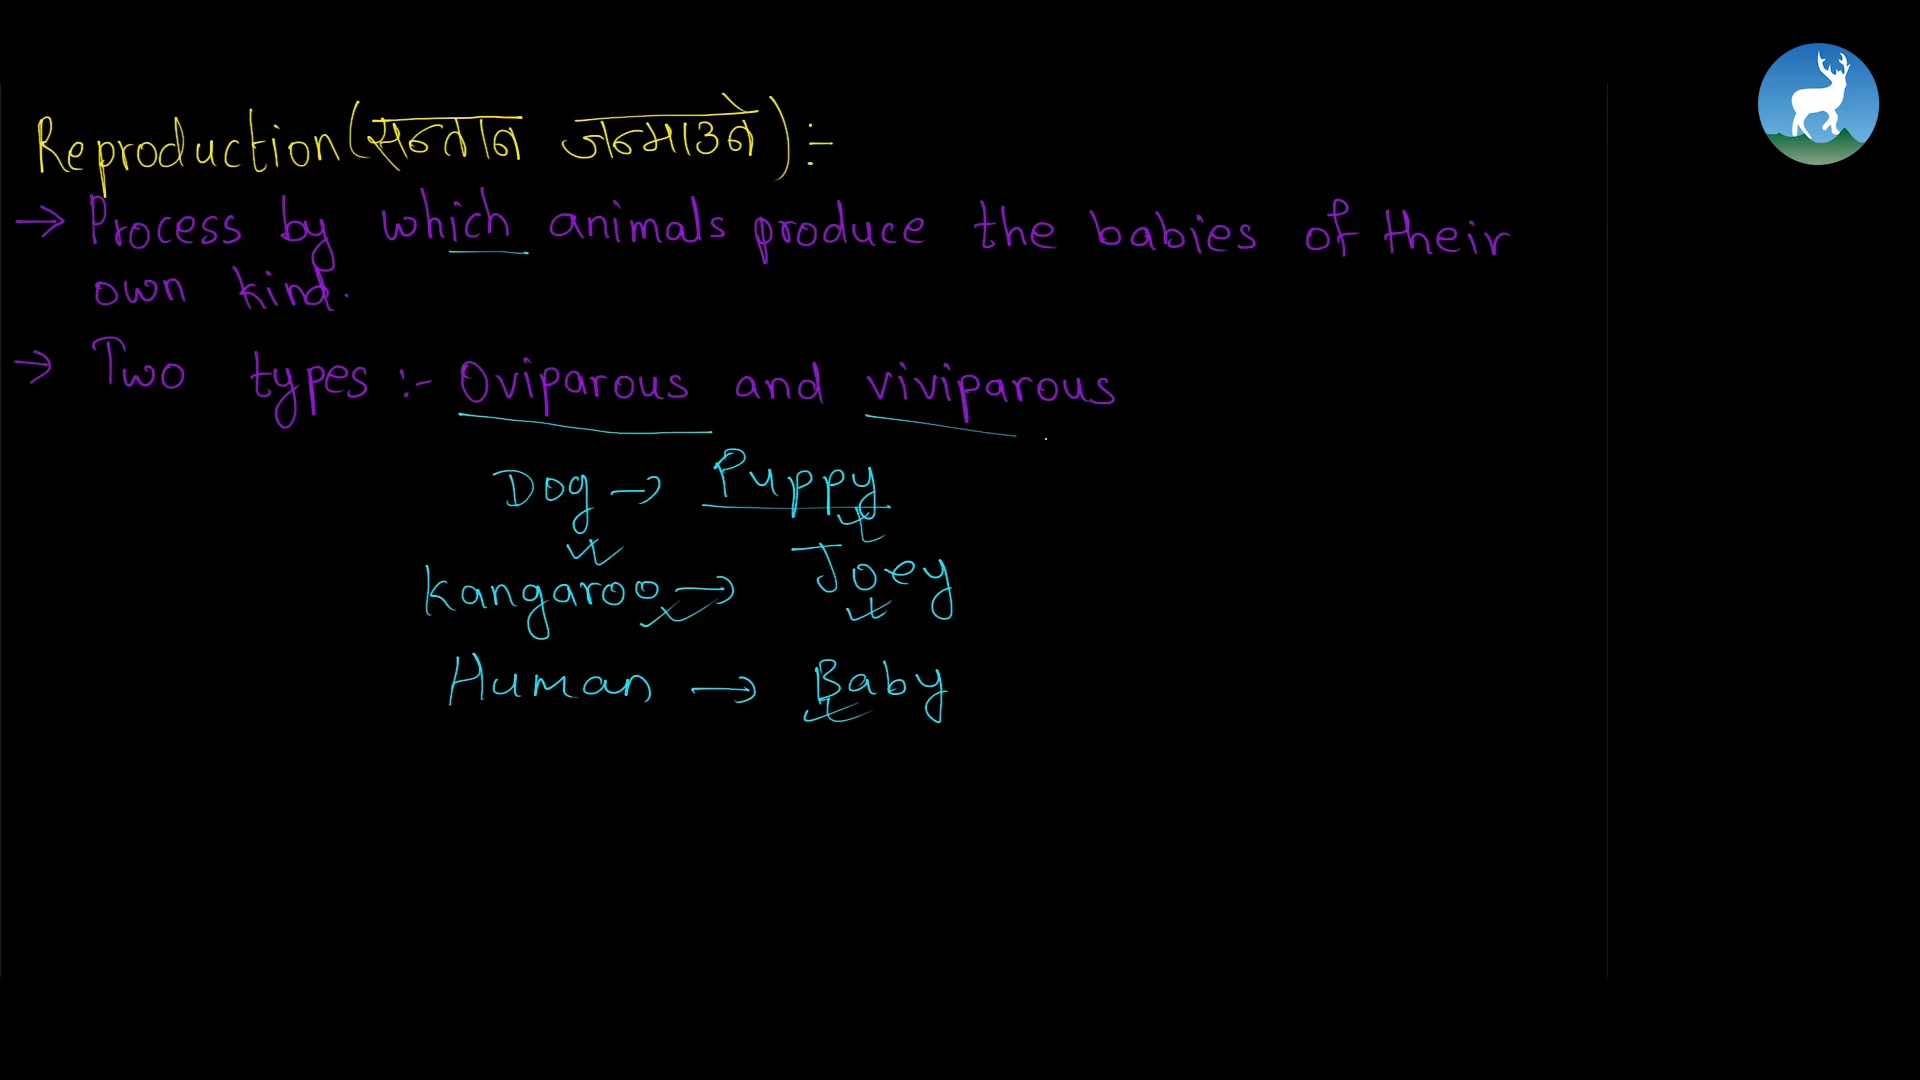 Reproduction (सन्तान जन्माउने) :-
→ Process by which animals produce the babies of their
own kind.
→ Two types :- Oviparous and viviparous
Dog → Puppy
Kangaroo → Joey
Human → Baby